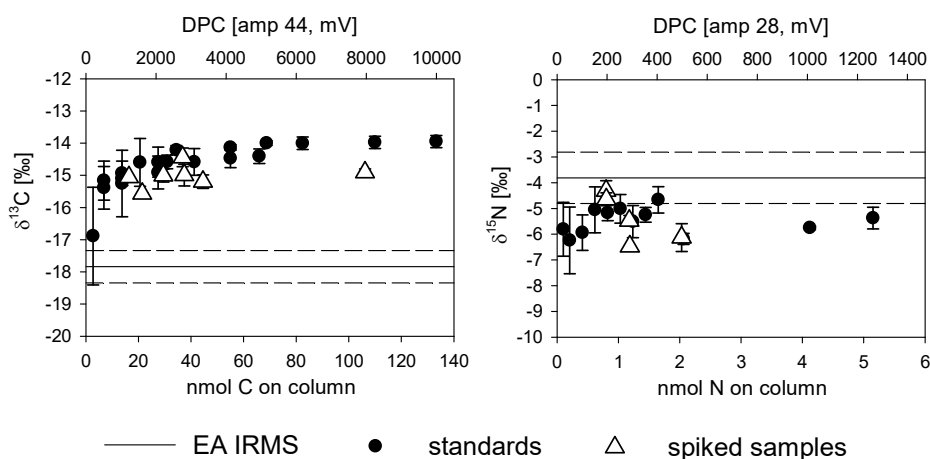 DPC [amp 44, mV]
0 2000 4000 6000 8000 10000
-12
-13
-14
-15
-16
-17
-18
-19
-20
δ13C [‰]
0 20 40 60 80 100 120 140
nmol C on column
DPC [amp 28, mV]
0 200 400 600 800 1000 1200 1400
0
-1
-2
-3
-4
-5
-6
-7
-8
-9
-10
δ15N [‰]
0 1 2 3 4 5 6
nmol N on column
EA IRMS standards spiked samples